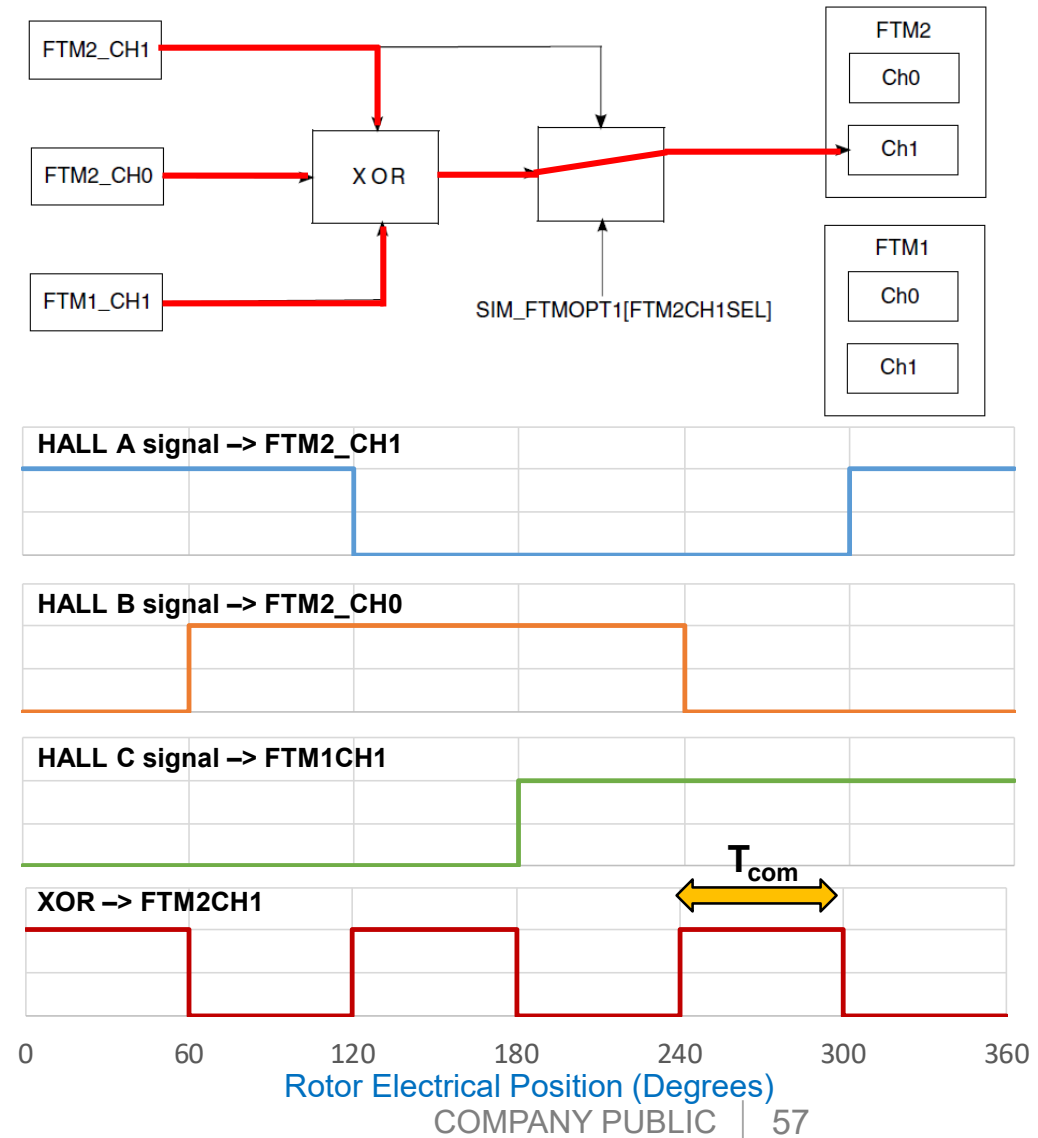 FTM2_CH1
FTM2_CH0
FTM1_CH1
XOR
SIM_FTMOPT1[FTM2CH1SEL]
FTM2
Ch0
Ch1
FTM1
Ch0
Ch1
HALL A signal –> FTM2_CH1
HALL B signal –> FTM2_CH0
HALL C signal –> FTM1CH1
Tcom
XOR –> FTM2CH1
0 60 120 180 240 300 360
Rotor Electrical Position (Degrees)
COMPANY PUBLIC | 57